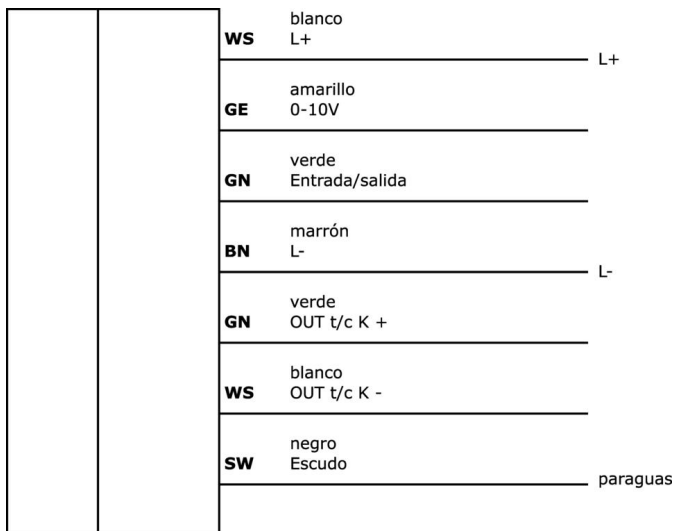 blanco
WS L+
L+
amarillo
GE 0-10V
verde
GN Entrada/salida
marrón
BN L-
L-
verde
GN OUT t/c K +
blanco
WS OUT t/c K -
negro
SW Escudo
paraguas